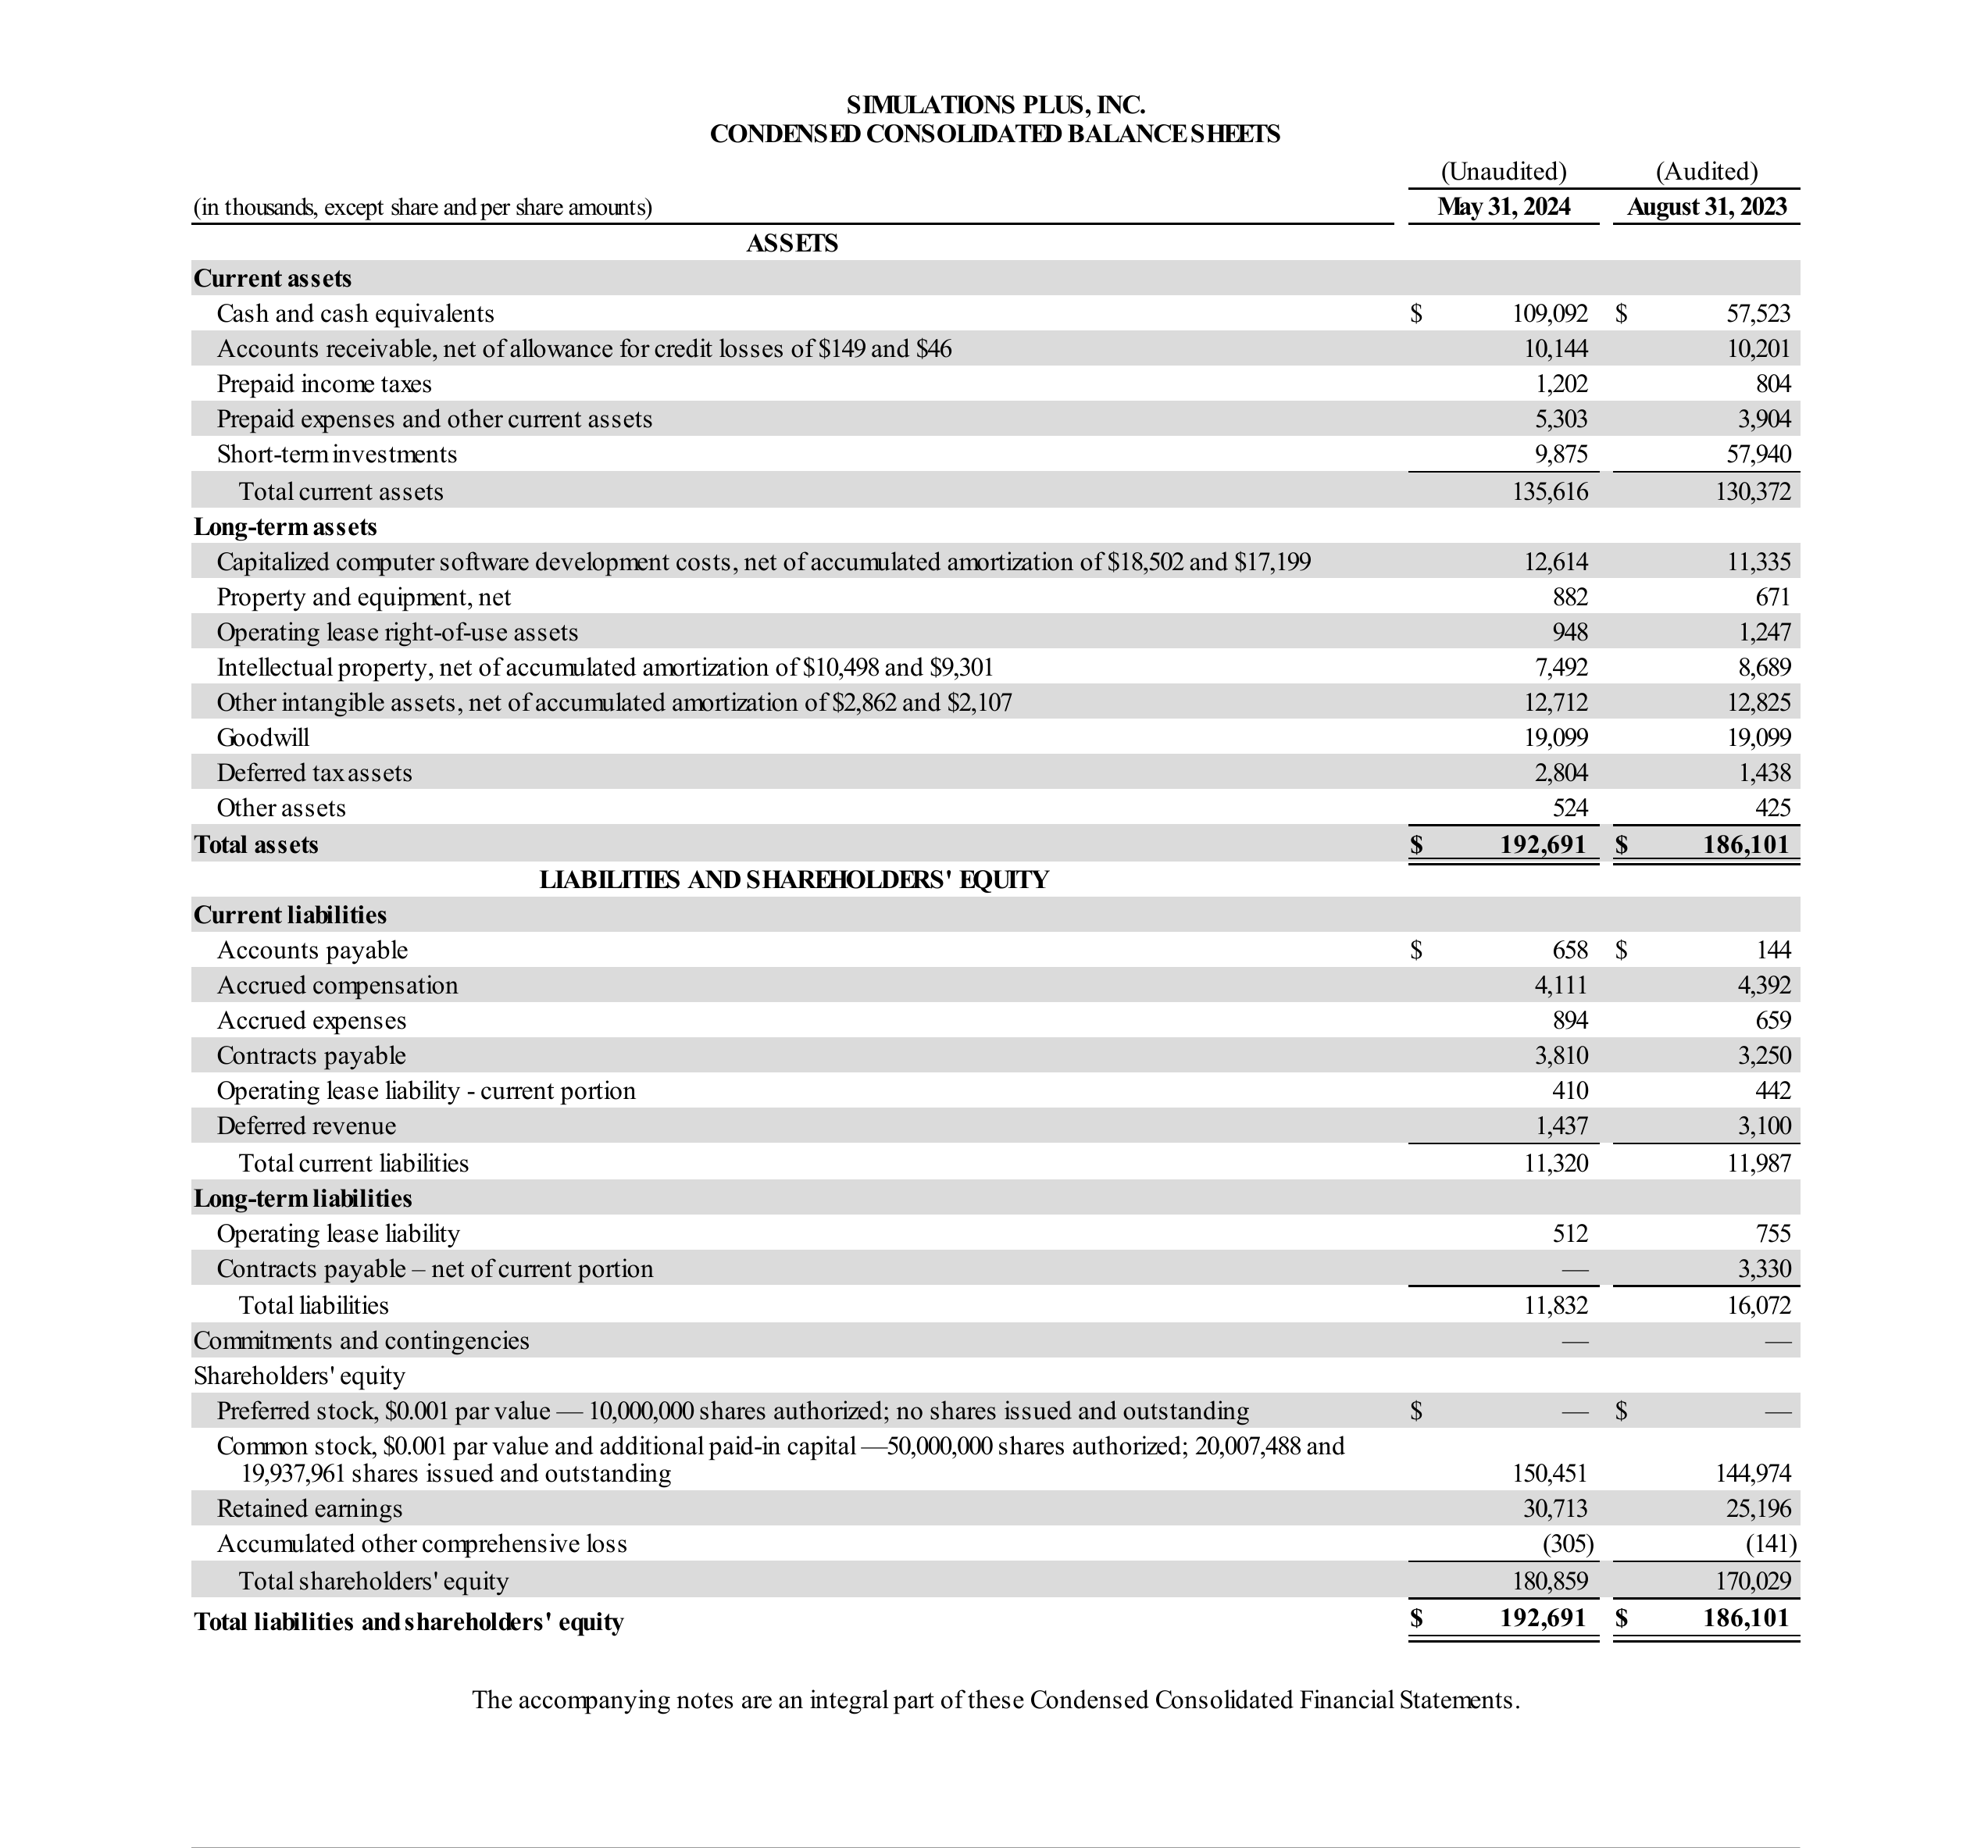 SIMULATIONS PLUS, INC.
CONDENSED CONSOLIDATED BALANCE SHEETS
(Unaudited) (Audited)
(in thousands, except share and per share amounts) May 31, 2024 August 31, 2023
ASSETS
Current assets
Cash and cash equivalents $ 109,092 $ 57,523
Accounts receivable, net of allowance for credit losses of $149 and $46 10,144 10,201
Prepaid income taxes 1,202 804
Prepaid expenses and other current assets 5,303 3,904
Short-term investments 9,875 57,940
Total current assets 135,616 130,372
Long-term assets
Capitalized computer software development costs, net of accumulated amortization of $18,502 and $17,199 12,614 11,335
Property and equipment, net 882 671
Operating lease right-of-use assets 948 1,247
Intellectual property, net of accumulated amortization of $10,498 and $9,301 7,492 8,689
Other intangible assets, net of accumulated amortization of $2,862 and $2,107 12,712 12,825
Goodwill 19,099 19,099
Deferred tax assets 2,804 1,438
Other assets 524 425
Total assets $ 192,691 $ 186,101
LIABILITIES AND SHAREHOLDERS' EQUITY
Current liabilities
Accounts payable $ 658 $ 144
Accrued compensation 4,111 4,392
Accrued expenses 894 659
Contracts payable 3,810 3,250
Operating lease liability - current portion 410 442
Deferred revenue 1,437 3,100
Total current liabilities 11,320 11,987
Long-term liabilities
Operating lease liability 512 755
Contracts payable – net of current portion — 3,330
Total liabilities 11,832 16,072
Commitments and contingencies — —
Shareholders' equity
Preferred stock, $0.001 par value — 10,000,000 shares authorized; no shares issued and outstanding $ — $ —
Common stock, $0.001 par value and additional paid-in capital —50,000,000 shares authorized; 20,007,488 and
19,937,961 shares issued and outstanding 150,451 144,974
Retained earnings 30,713 25,196
Accumulated other comprehensive loss (305) (141)
Total shareholders' equity 180,859 170,029
Total liabilities and shareholders' equity $ 192,691 $ 186,101
The accompanying notes are an integral part of these Condensed Consolidated Financial Statements.